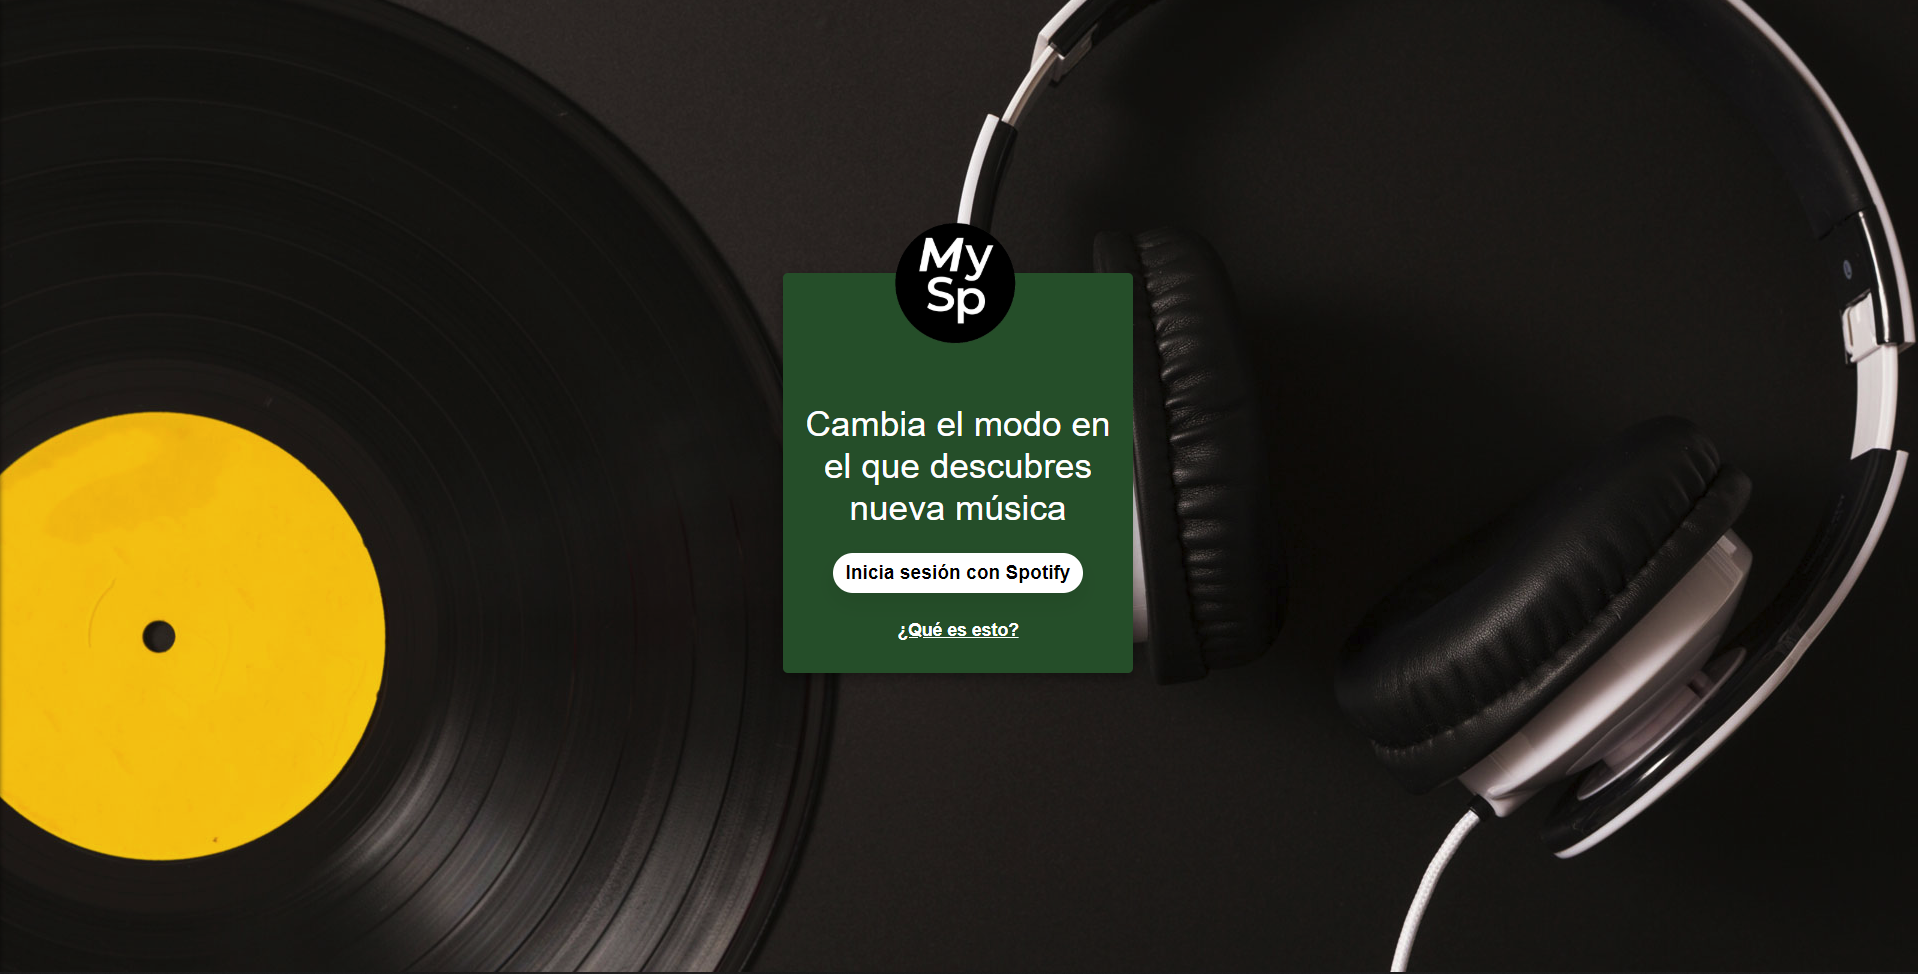 My
Sp
Cambia el modo en
el que descubres
nueva música
Inicia sesión con Spotify
¿Qué es esto?